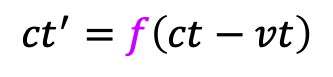 ct′ = f(ct − vt)